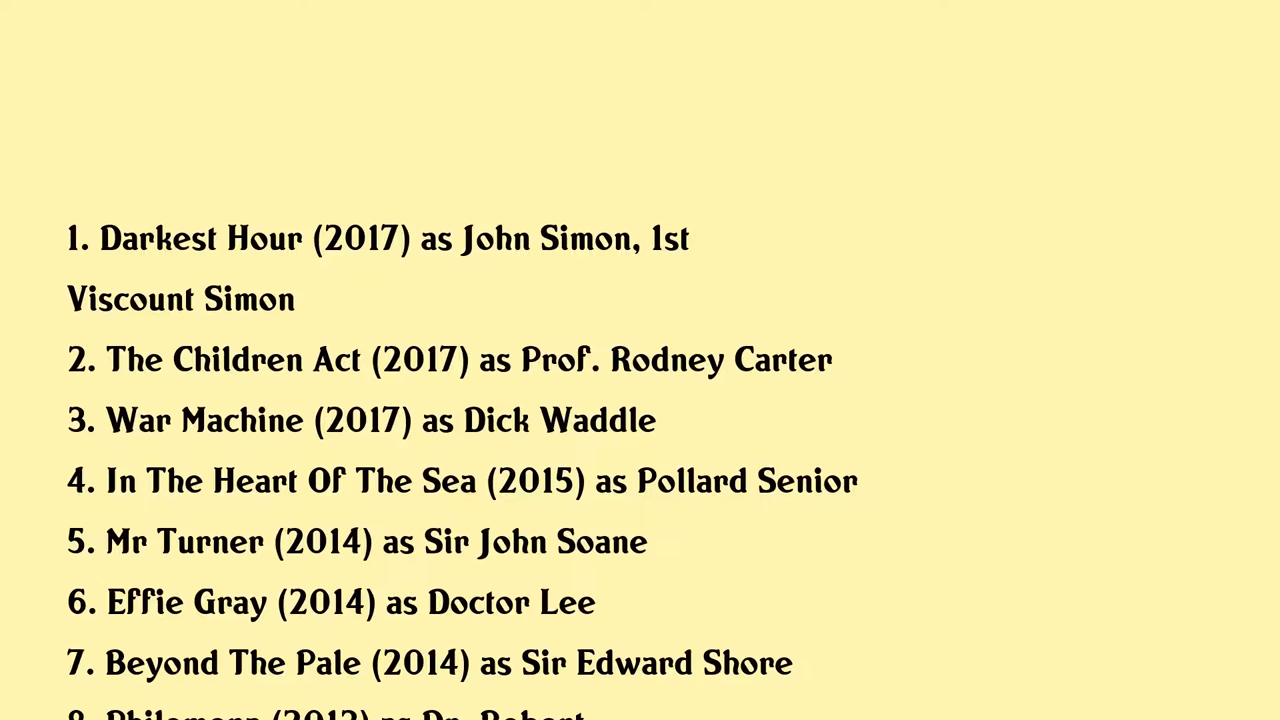 1. Darkest Hour (2017) as John Simon, 1st
Viscount Simon
2. The Children Act (2017) as Prof. Rodney Carter
3. War Machine (2017) as Dick Waddle
4. In The Heart Of The Sea (2015) as Pollard Senior
5. Mr Turner (2014) as Sir John Soane
6. Effie Gray (2014) as Doctor Lee
7. Beyond The Pale (2014) as Sir Edward Shore